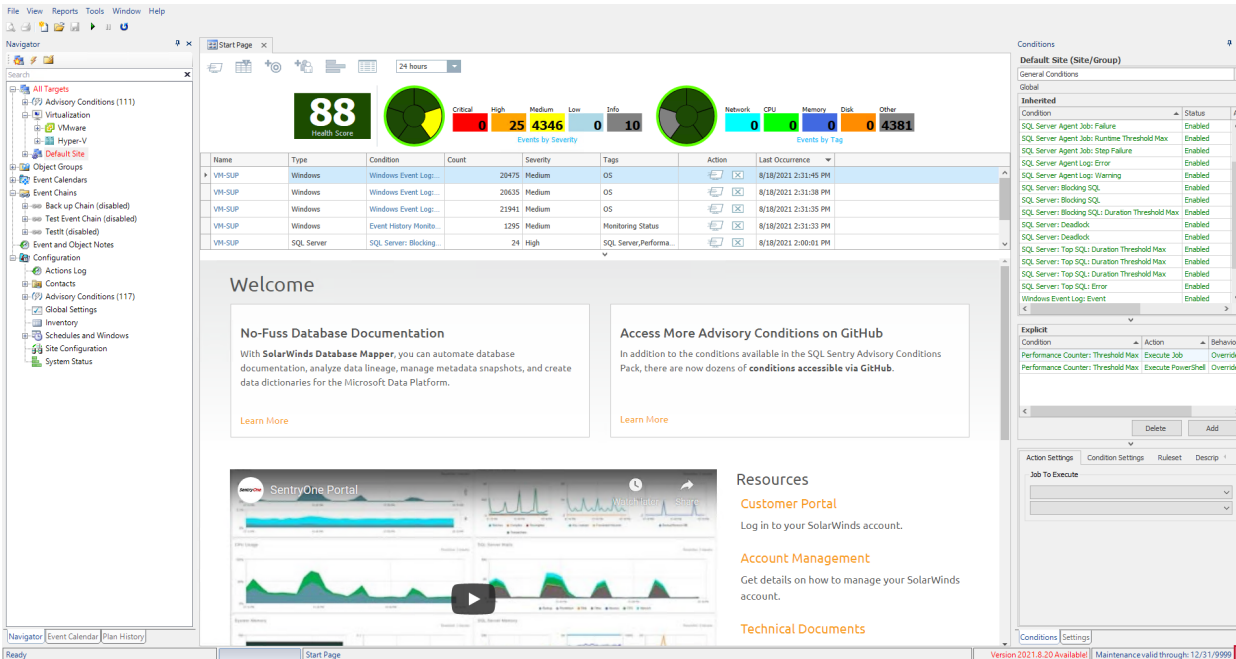 File View Reports Tools Window Help
Navigator
Search
All Targets
Advisory Conditions (111)
Virtualization
VMware
Hyper-V
Default Site
Object Groups
Event Calendars
Event Chains
Back up Chain (disabled)
Test Event Chain (disabled)
TestIt (disabled)
Event and Object Notes
Configuration
Actions Log
Contacts
Advisory Conditions (117)
Global Settings
Inventory
Schedules and Windows
Site Configuration
System Status
Navigator Event Calendar Plan History
Start Page
24 hours
88
Health Score
Critical High Medium Low Info
0 25 4346 0 10
Events by Severity
Network CPU Memory Disk Other
0 0 0 0 4381
Events by Tag
Name Type Condition Count Severity Tags Action Last Occurrence
VM-SUP Windows Windows Event Log:... 20475 Medium OS 8/18/2021 2:31:45 PM
VM-SUP Windows Windows Event Log:... 20635 Medium OS 8/18/2021 2:31:38 PM
VM-SUP Windows Windows Event Log:... 21941 Medium OS 8/18/2021 2:31:35 PM
VM-SUP Windows Event History Monito... 1295 Medium Monitoring Status 8/18/2021 2:31:33 PM
VM-SUP SQL Server SQL Server: Blocking... 24 High SQL Server,Performa... 8/18/2021 2:00:01 PM
Welcome
No-Fuss Database Documentation
With SolarWinds Database Mapper, you can automate database
documentation, analyze data lineage, manage metadata snapshots, and create
data dictionaries for the Microsoft Data Platform.
Learn More
Access More Advisory Conditions on GitHub
In addition to the conditions available in the SQL Sentry Advisory Conditions
Pack, there are now dozens of conditions accessible via GitHub.
Learn More
SentryOne SentryOne Portal
Resources
Customer Portal
Log in to your SolarWinds account.
Account Management
Get details on how to manage your SolarWinds
account.
Technical Documents
Conditions
Default Site (Site/Group)
General Conditions
Global
Inherited
Condition Status
SQL Server Agent Job: Failure Enabled
SQL Server Agent Job: Runtime Threshold Max Enabled
SQL Server Agent Job: Step Failure Enabled
SQL Server Agent Log: Error Enabled
SQL Server Agent Log: Warning Enabled
SQL Server: Blocking SQL Enabled
SQL Server: Blocking SQL Enabled
SQL Server: Blocking SQL: Duration Threshold Max Enabled
SQL Server: Deadlock Enabled
SQL Server: Deadlock Enabled
SQL Server: Top SQL: Duration Threshold Max Enabled
SQL Server: Top SQL: Duration Threshold Max Enabled
SQL Server: Top SQL: Error Enabled
Windows Event Log: Event Enabled
Explicit
Condition Action Behavio
Performance Counter: Threshold Max Execute Job Override
Performance Counter: Threshold Max Execute PowerShell Override
Delete Add
Action Settings Condition Settings Ruleset Descrip
Job To Execute
Conditions Settings
Ready Start Page Version 2021.8.20 Available! Maintenance valid through: 12/31/9999